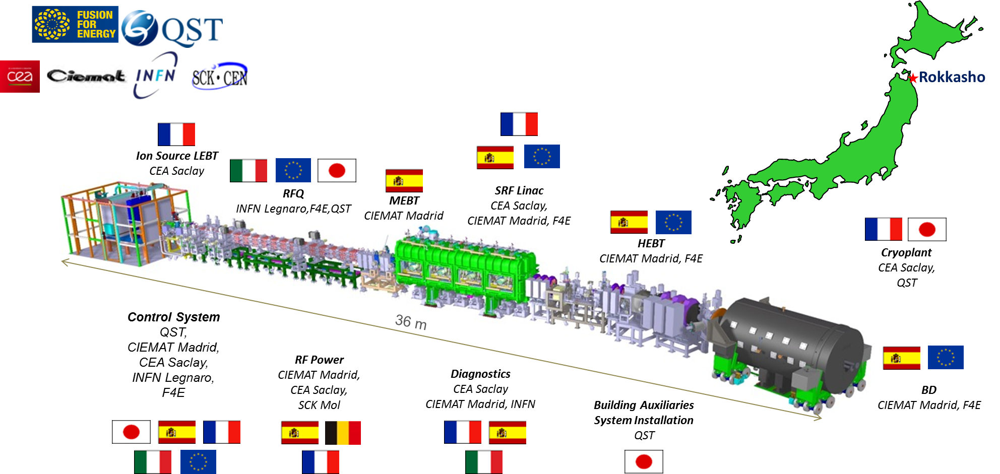 FUSION
FOR
ENERGY
QST
cea
Ciemat
INFN
SCK•CEN
Rokkasho
Ion Source LEBT
CEA Saclay
RFQ
INFN Legnaro,F4E,QST
MEBT
CIEMAT Madrid
SRF Linac
CEA Saclay,
CIEMAT Madrid, F4E
HEBT
CIEMAT Madrid, F4E
Cryoplant
CEA Saclay,
QST
36 m
Control System
QST,
CIEMAT Madrid,
CEA Saclay,
INFN Legnaro,
F4E
RF Power
CIEMAT Madrid,
CEA Saclay,
SCK Mol
Diagnostics
CEA Saclay
CIEMAT Madrid, INFN
Building Auxiliaries
System Installation
QST
BD
CIEMAT Madrid, F4E